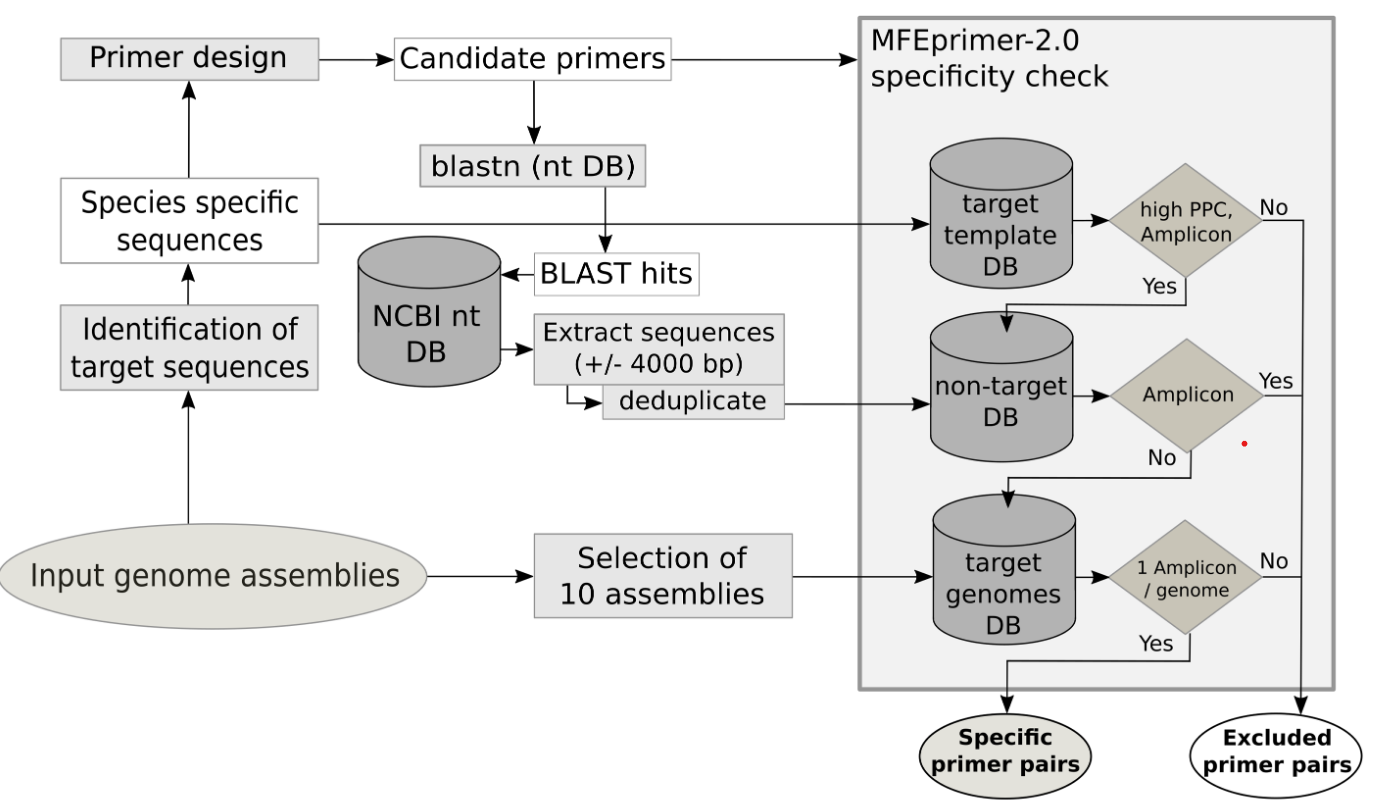 Primer design
Candidate primers
MFEprimer-2.0
specificity check
blastn (nt DB)
Species specific
sequences
target
template
DB
high PPC,
Amplicon
No
Yes
BLAST hits
NCBI nt
DB
Identification of
target sequences
Extract sequences
(+/- 4000 bp)
deduplicate
non-target
DB
Amplicon
Yes
No
Input genome assemblies
Selection of
10 assemblies
target
genomes
DB
1 Amplicon
/ genome
No
Yes
Specific
primer pairs
Excluded
primer pairs